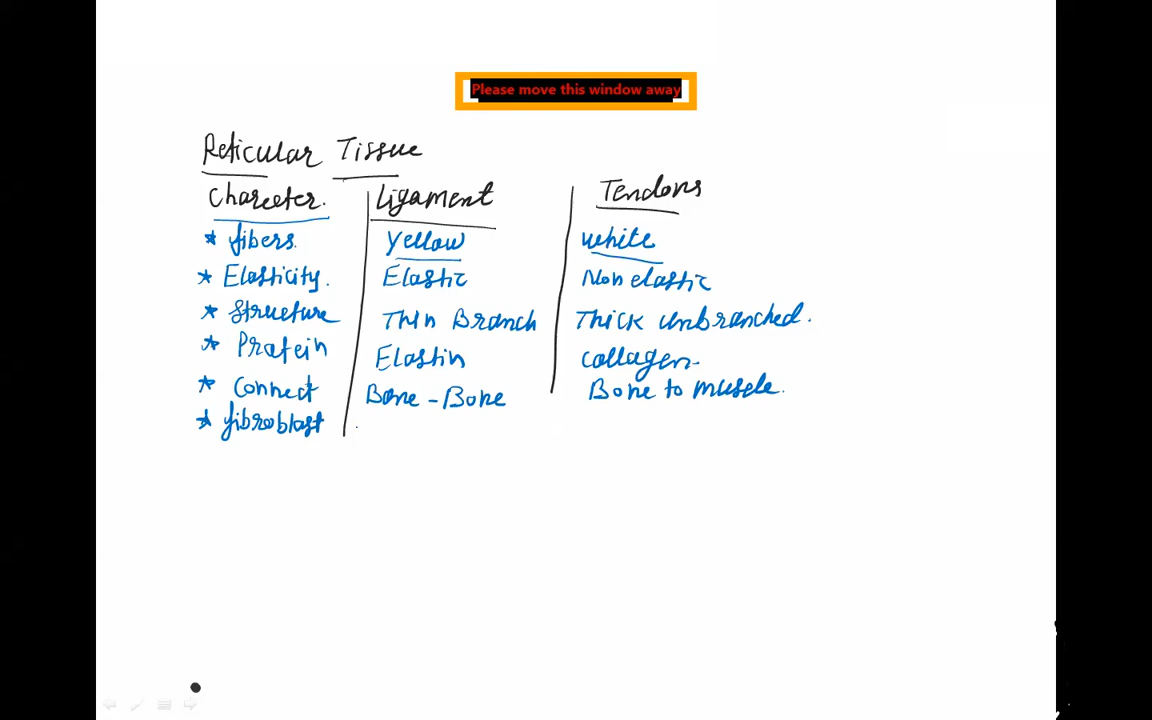 Please move this window away
Reticular Tissue
Charecter. Ligament Tendons
* fibers. Yellow white
* Elasticity. Elastic Non elastic
* Structure Thin Branch Thick unbranched.
* Protein Elastin collagen
* Connect Bone - Bone Bone to muscle.
* fibroblast